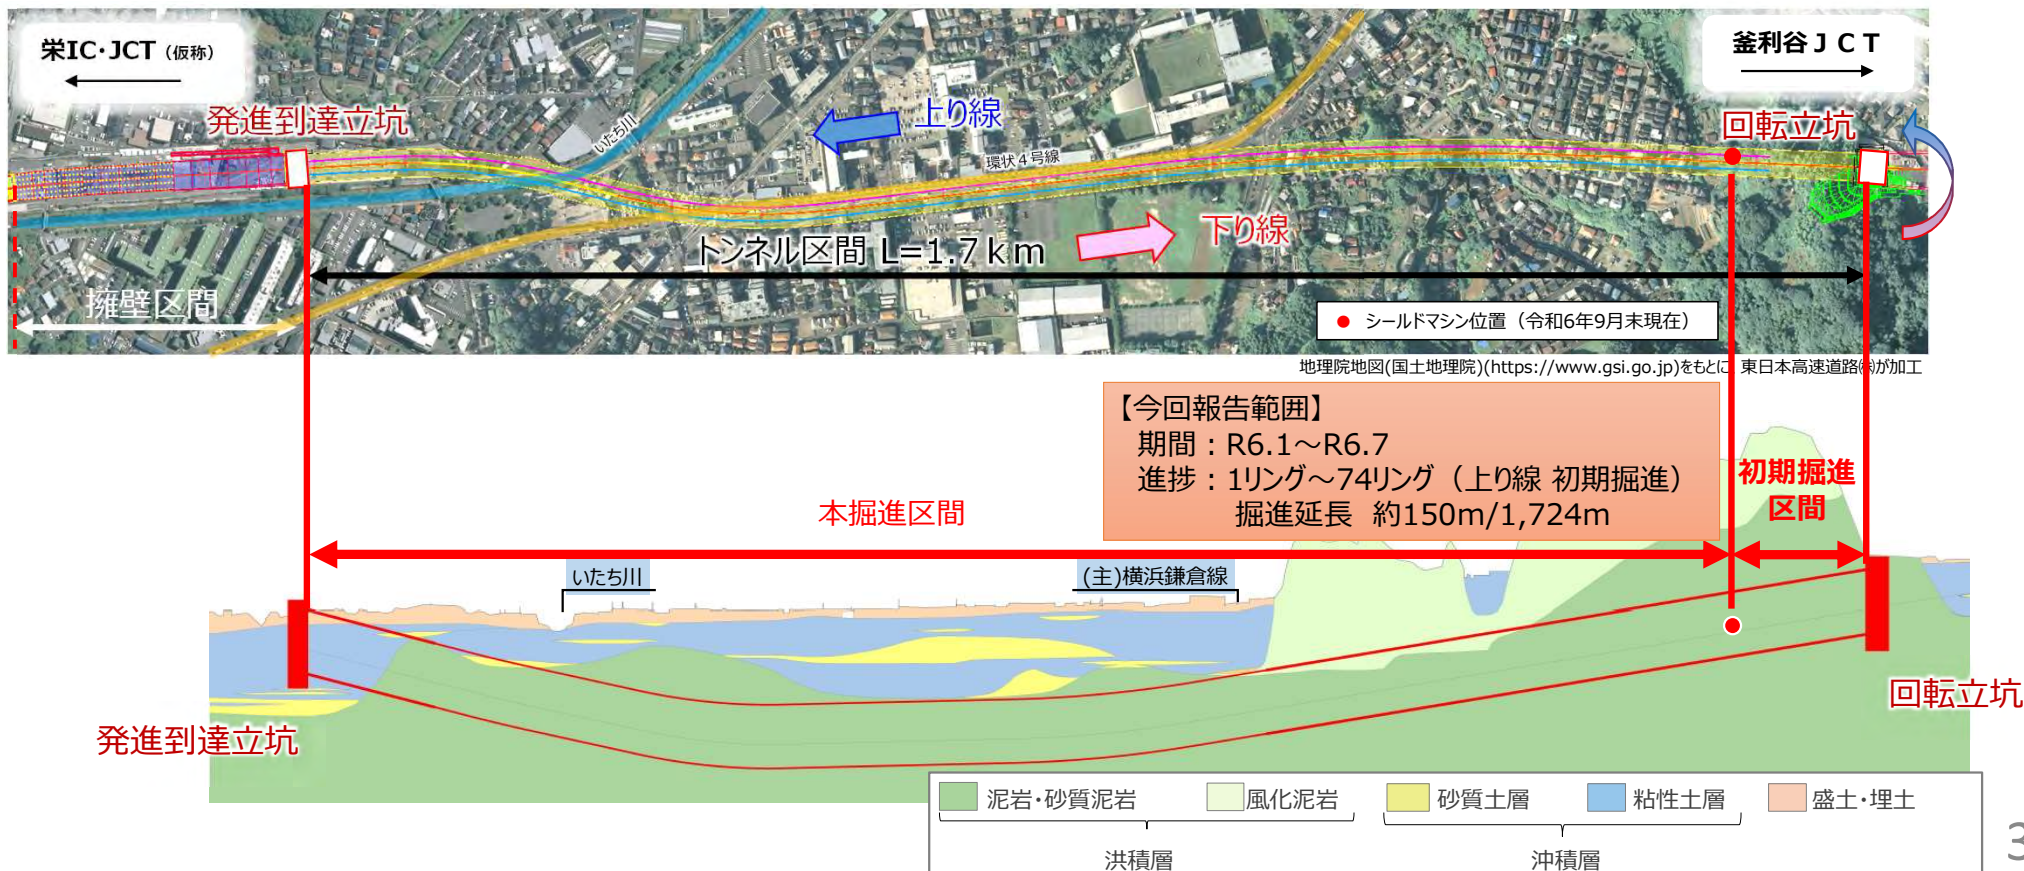 栄IC・JCT（仮称）
釜利谷ＪＣＴ
発進到達立坑
いたち川
上り線
環状４号線
回転立坑
下り線
トンネル区間 L=1.7ｋｍ
擁壁区間
● シールドマシン位置（令和6年9月末現在）
地理院地図(国土地理院)(https://www.gsi.go.jp)をもとに 東日本高速道路㈱が加工
【今回報告範囲】
期間：R6.1～R6.7
進捗：1リング～74リング（上り線 初期掘進）
掘進延長 約150m/1,724m
初期掘進
区間
本掘進区間
いたち川
(主)横浜鎌倉線
発進到達立坑
回転立坑
泥岩・砂質泥岩 風化泥岩 砂質土層 粘性土層 盛土・埋土
洪積層 沖積層
3